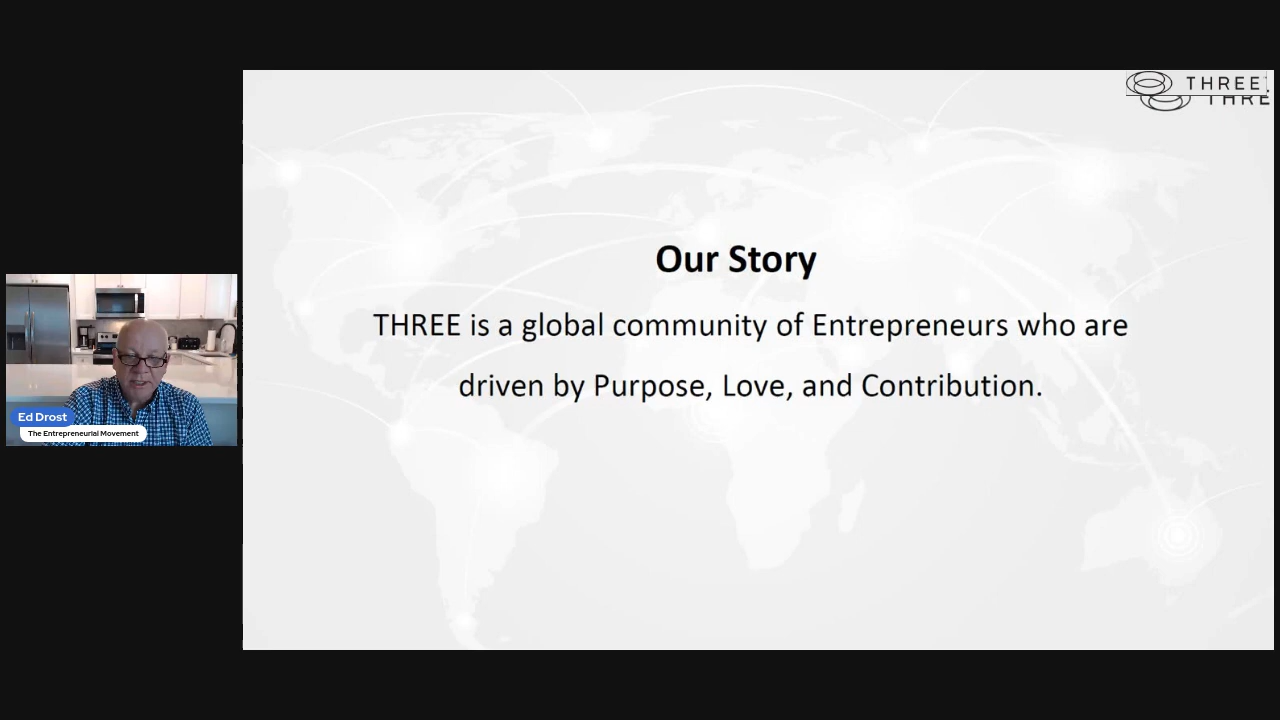 THREE
THRE
Our Story
THREE is a global community of Entrepreneurs who are
driven by Purpose, Love, and Contribution.
Ed Drost
The Entrepreneurial Movement